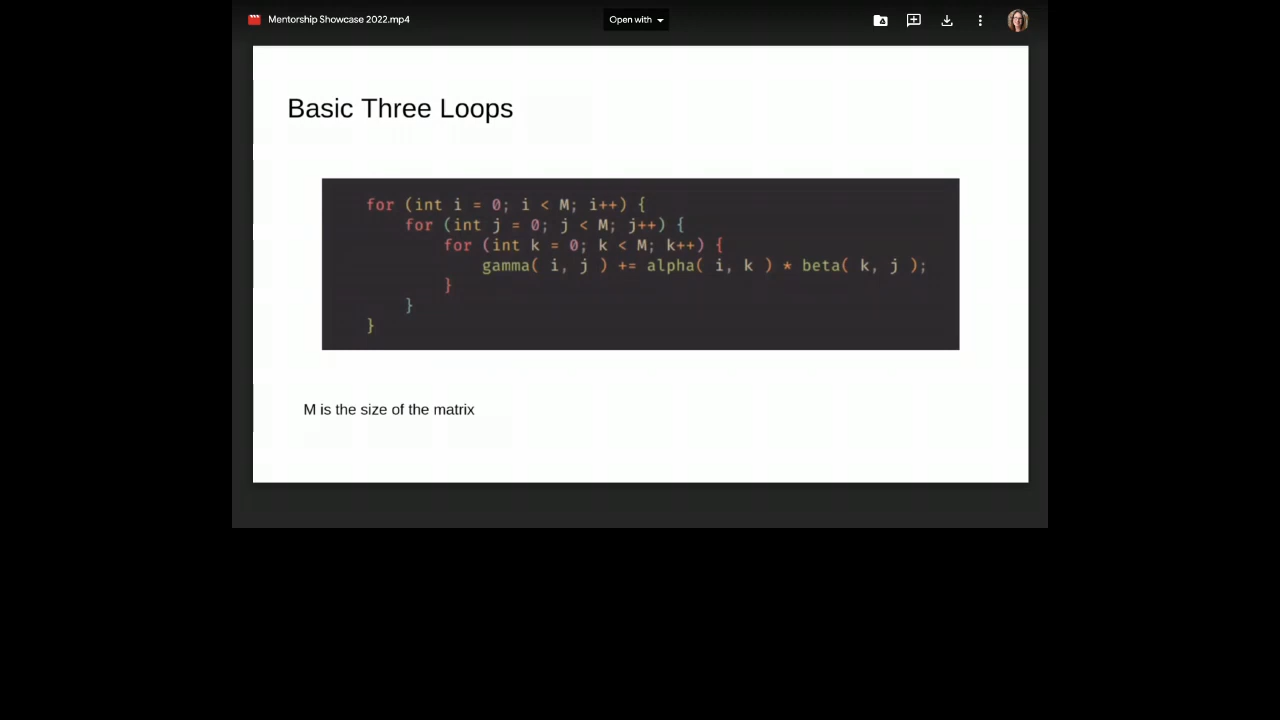 Mentorship Showcase 2022.mp4
Open with
Basic Three Loops
for (int i = 0; i < M; i++) {
for (int j = 0; j < M; j++) {
for (int k = 0; k < M; k++) {
gamma( i, j ) += alpha( i, k ) * beta( k, j );
}
}
}
M is the size of the matrix